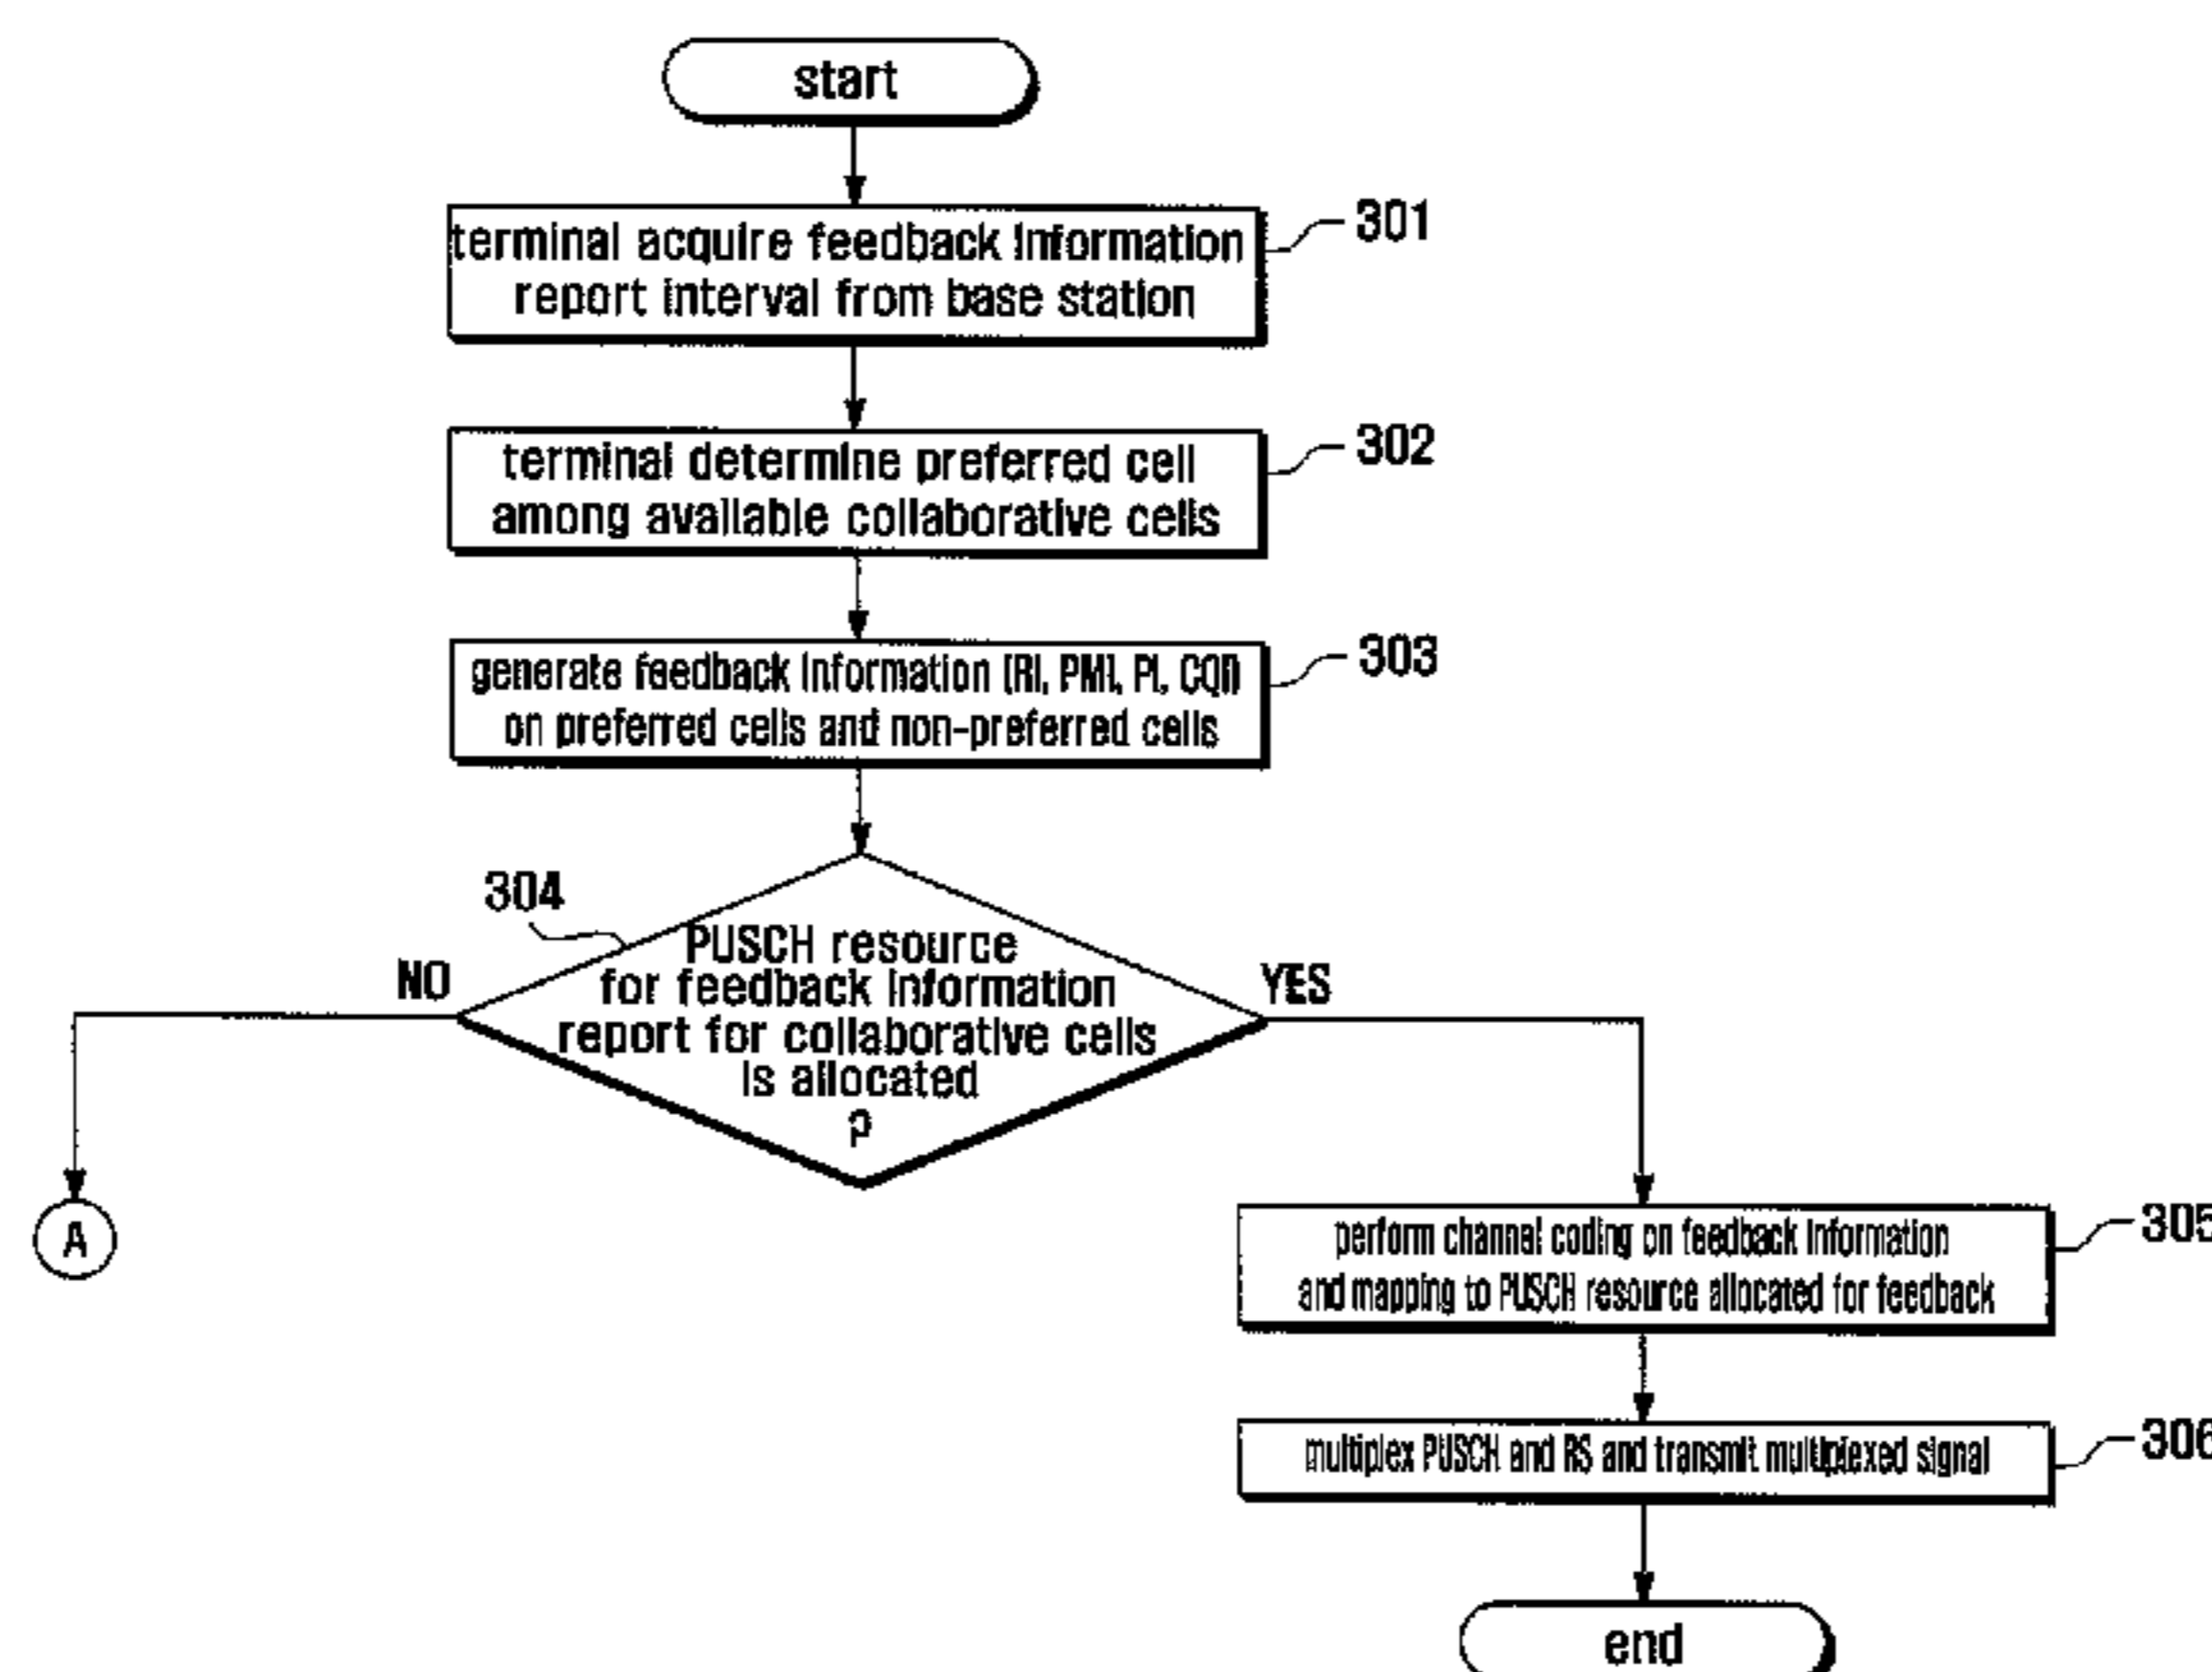 start
terminal acquire feedback information
report interval from base station
301
terminal determine preferred cell
among available collaborative cells
302
generate feedback information (RI, PMI, PI, CQI)
on preferred cells and non-preferred cells
303
304
PUSCH resource
for feedback information
report for collaborative cells
is allocated
?
NO
YES
A
perform channel coding on feedback information
and mapping to PUSCH resource allocated for feedback
305
multiplex PUSCH and RS and transmit multiplexed signal
306
end